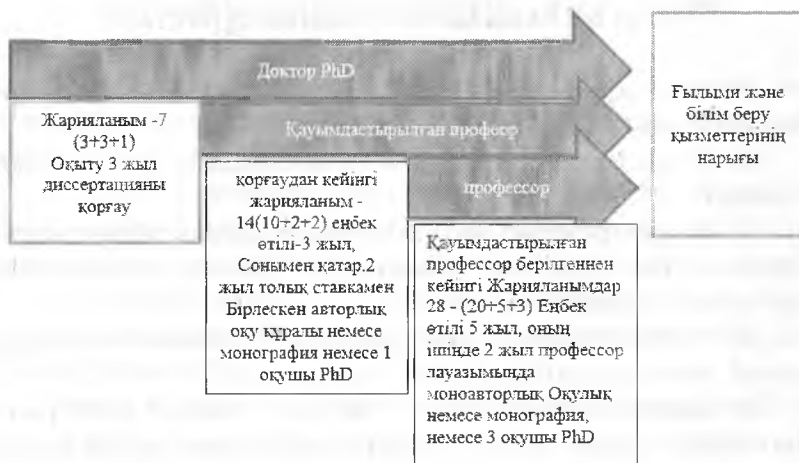 Доктор PhD
Жарияланым -7
(3+3+1)
Оқыту 3 жыл
диссертацияны
қорғау
Қауымдастырылған професор
қорғаудан кейінгі
жарияланым -
14(10+2+2) еңбек
өтілі-3 жыл,
Сонымен қатар.2
жыл толық ставкамен
Бірлескен авторлық
оқу құралы немесе
монография немесе 1
оқушы PhD
профессор
Қауымдастырылған
профессор берілгеннен
кейінгі Жарияланымдар
28 - (20+5+3) Еңбек
өтілі 5 жыл, оның
ішінде 2 жыл профессор
лауазымында
моноавторлық Оқулық
немесе монография,
немесе 3 оқушы PhD
Ғылыми және
білім беру
қызметтерінің
нарығы